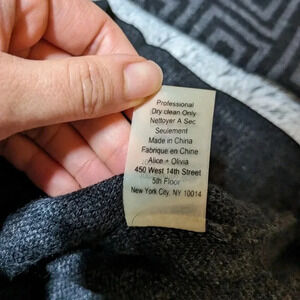 Professional
Dry clean Only
Nettoyer A Sec
Seulement
Made in China
Fabrique en Chine
Alice + Olivia
450 West 14th Street
5th Floor
New York City, NY 10014